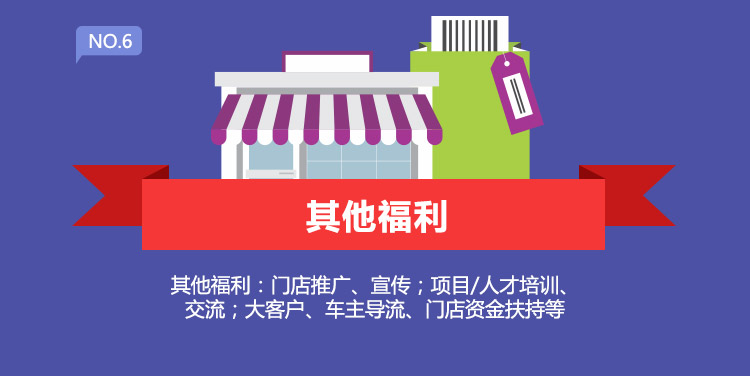 NO.6
其他福利
其他福利：门店推广、宣传；项目/人才培训、
交流；大客户、车主导流、门店资金扶持等